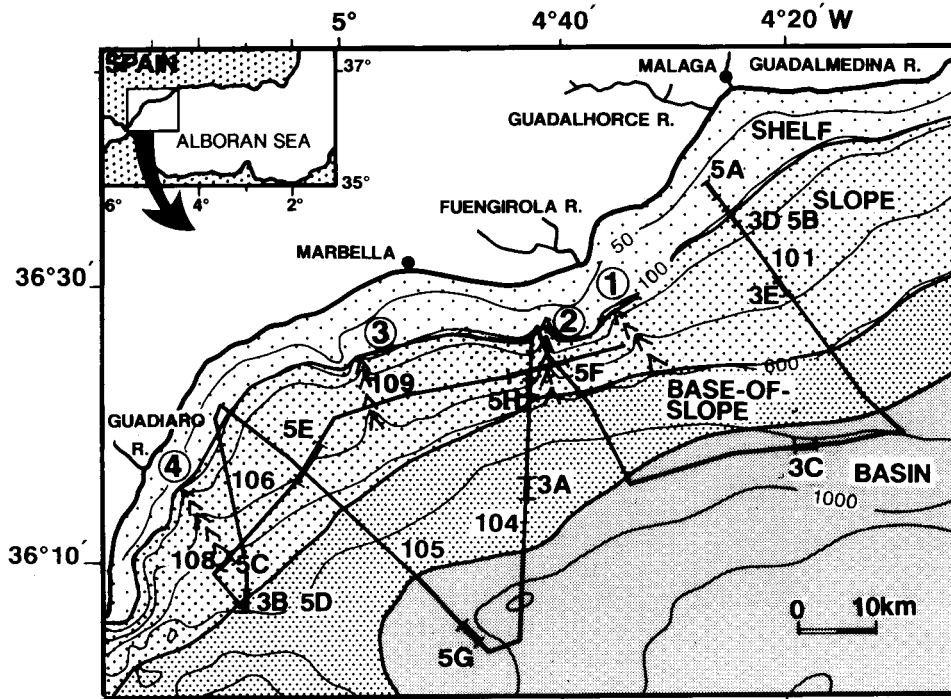 5° 4°40′ 4°20′ W
SPAIN
37°
MALAGA
GUADALMEDINA R.
GUADALHORCE R.
ALBORAN SEA
SHELF
35°
6° 4° 2°
5A
SLOPE
FUENGIROLA R.
3D 5B
50
MARBELLA
101
36°30′
100
1
3E
2
3
600
109
5F
BASE-OF-
SLOPE
5H
GUADIARO
R.
5E
3C
BASIN
4
106
3A
1000
104
36°10′
105
108
5C
3B 5D
0 10km
5G